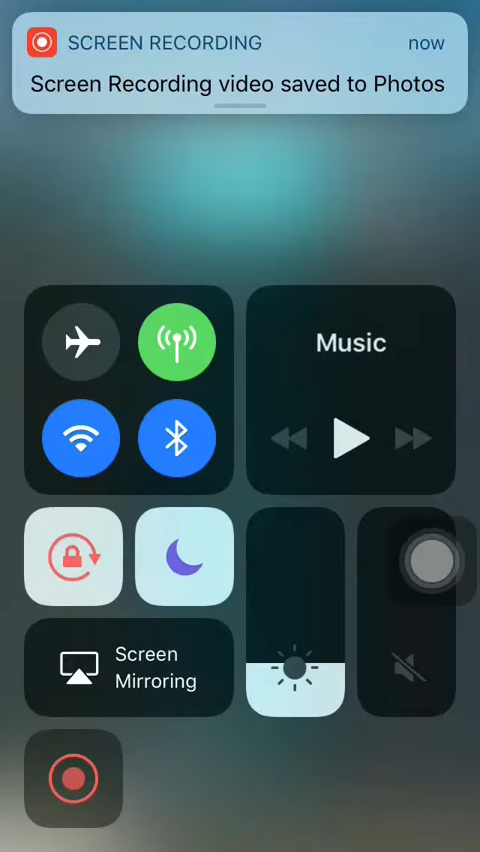 SCREEN RECORDING now
Screen Recording video saved to Photos
Music
Screen
Mirroring